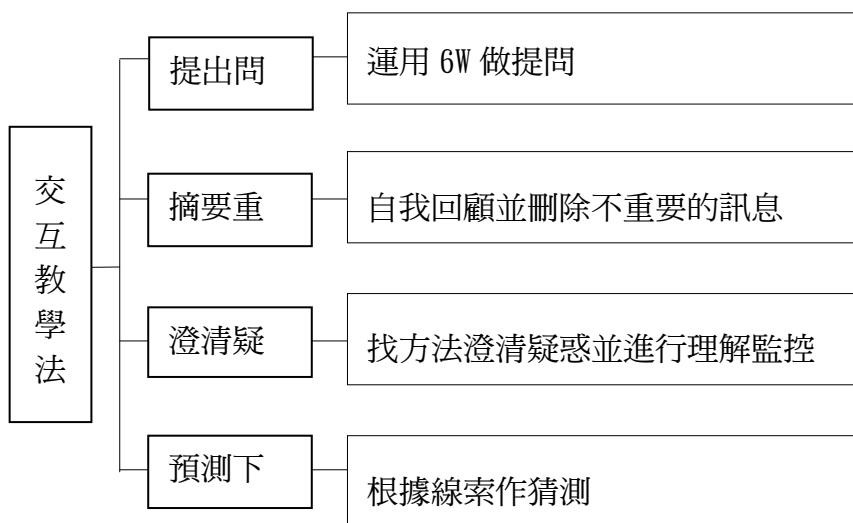 交互教學法
提出問
運用 6W 做提問
摘要重
自我回顧並刪除不重要的訊息
澄清疑
找方法澄清疑惑並進行理解監控
預測下
根據線索作猜測